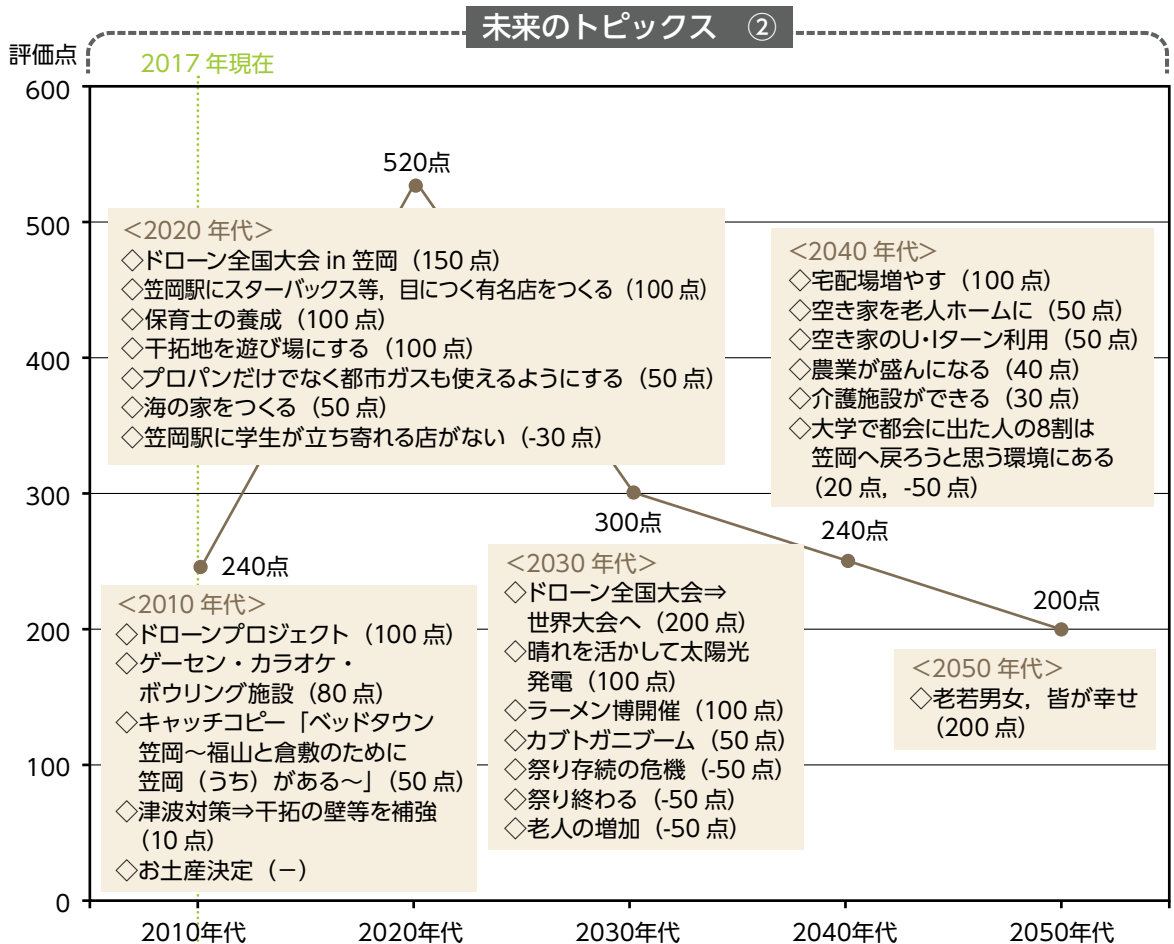 未来のトピックス ②
評価点
2017 年現在
600
500
400
300
200
100
0
520点
<2020 年代>
◇ドローン全国大会 in 笠岡（150 点）
◇笠岡駅にスターバックス等，目につく有名店をつくる（100 点）
◇保育士の養成（100 点）
◇干拓地を遊び場にする（100 点）
◇プロパンだけでなく都市ガスも使えるようにする（50 点）
◇海の家をつくる（50 点）
◇笠岡駅に学生が立ち寄れる店がない（-30 点）
<2040 年代>
◇宅配場増やす（100 点）
◇空き家を老人ホームに（50 点）
◇空き家のU・Iターン利用（50 点）
◇農業が盛んになる（40 点）
◇介護施設ができる（30 点）
◇大学で都会に出た人の8割は
笠岡へ戻ろうと思う環境にある
（20 点，-50 点）
240点
<2010 年代>
◇ドローンプロジェクト（100 点）
◇ゲーセン・カラオケ・
ボウリング施設（80 点）
◇キャッチコピー「ベッドタウン
笠岡～福山と倉敷のために
笠岡（うち）がある～」（50 点）
◇津波対策⇒干拓の壁等を補強
（10 点）
◇お土産決定（－）
300点
<2030 年代>
◇ドローン全国大会⇒
世界大会へ（200 点）
◇晴れを活かして太陽光
発電（100 点）
◇ラーメン博開催（100 点）
◇カブトガニブーム（50 点）
◇祭り存続の危機（-50 点）
◇祭り終わる（-50 点）
◇老人の増加（-50 点）
240点
200点
<2050 年代>
◇老若男女，皆が幸せ
（200 点）
2010年代
2020年代
2030年代
2040年代
2050年代